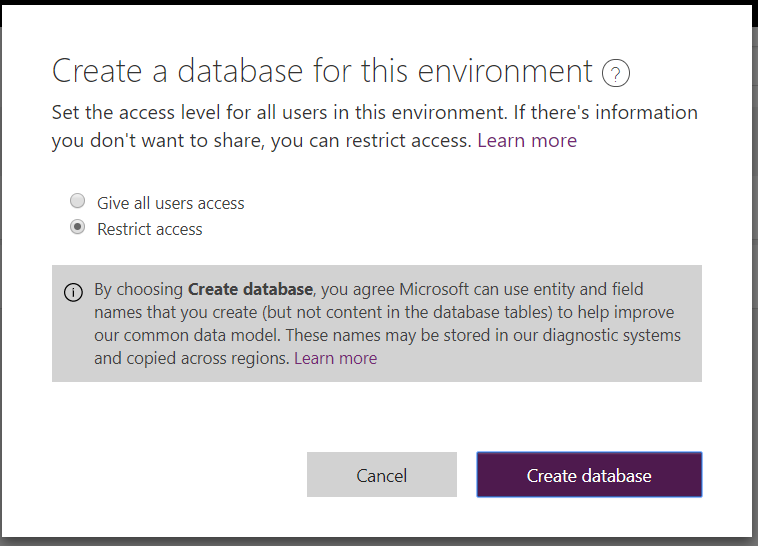 Create a database for this environment ?
Set the access level for all users in this environment. If there's information
you don't want to share, you can restrict access. Learn more
Give all users access
Restrict access
i By choosing Create database, you agree Microsoft can use entity and field
names that you create (but not content in the database tables) to help improve
our common data model. These names may be stored in our diagnostic systems
and copied across regions. Learn more
Cancel Create database